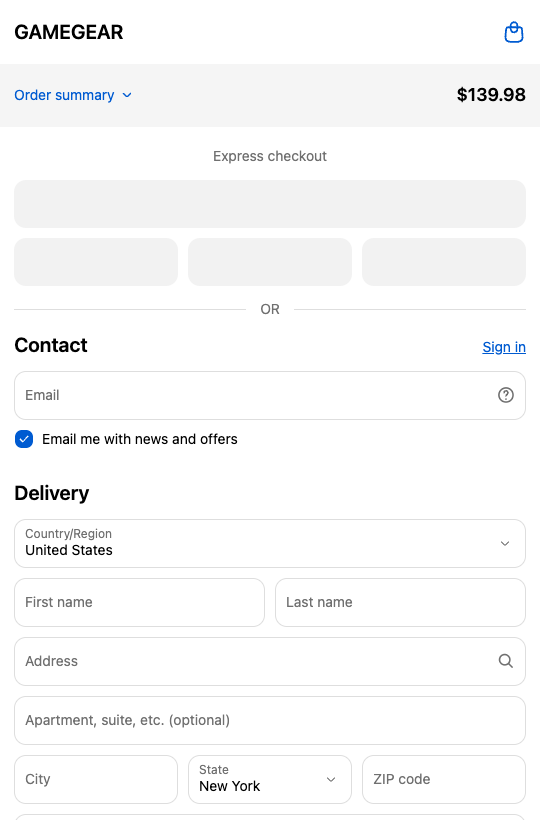 GAMEGEAR
Order summary
$139.98
Express checkout
OR
Contact
Sign in
Email
Email me with news and offers
Delivery
Country/Region
United States
First name
Last name
Address
Apartment, suite, etc. (optional)
City
State
New York
ZIP code